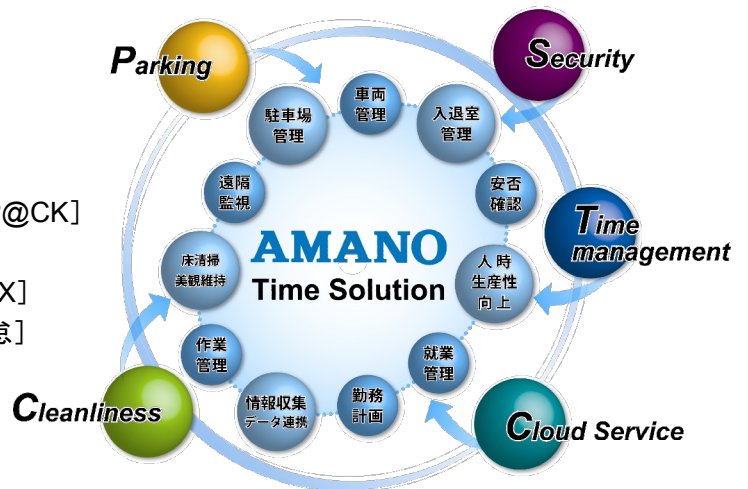 Parking
Security
車両
管理
駐車場
管理
入退室
管理
遠隔
監視
安否
確認
@CK］
AMANO
Time Solution
Time
management
床清掃
美観維持
人時
生産性
向上
X］
怠］
作業
管理
就業
管理
Cleanliness
情報収集
データ連携
勤務
計画
Cloud Service